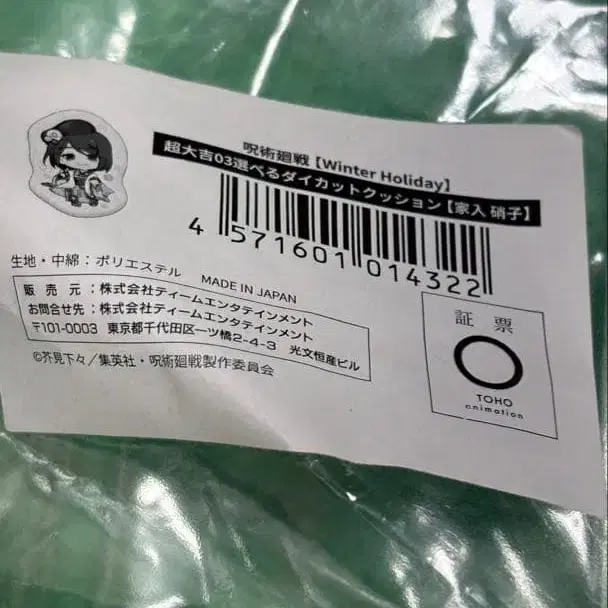 呪術廻戦【Winter Holiday】
超大吉03選べるダイカットクッション【家入 硝子】
4 571601 014322
生地・中綿：ポリエステル MADE IN JAPAN
販売元：株式会社ティームエンタテインメント
お問合せ先：株式会社ティームエンタテインメント
〒101-0003 東京都千代田区一ツ橋2-4-3 光文恒産ビル
©芥見下々／集英社・呪術廻戦製作委員会
証票
TOHO
animation